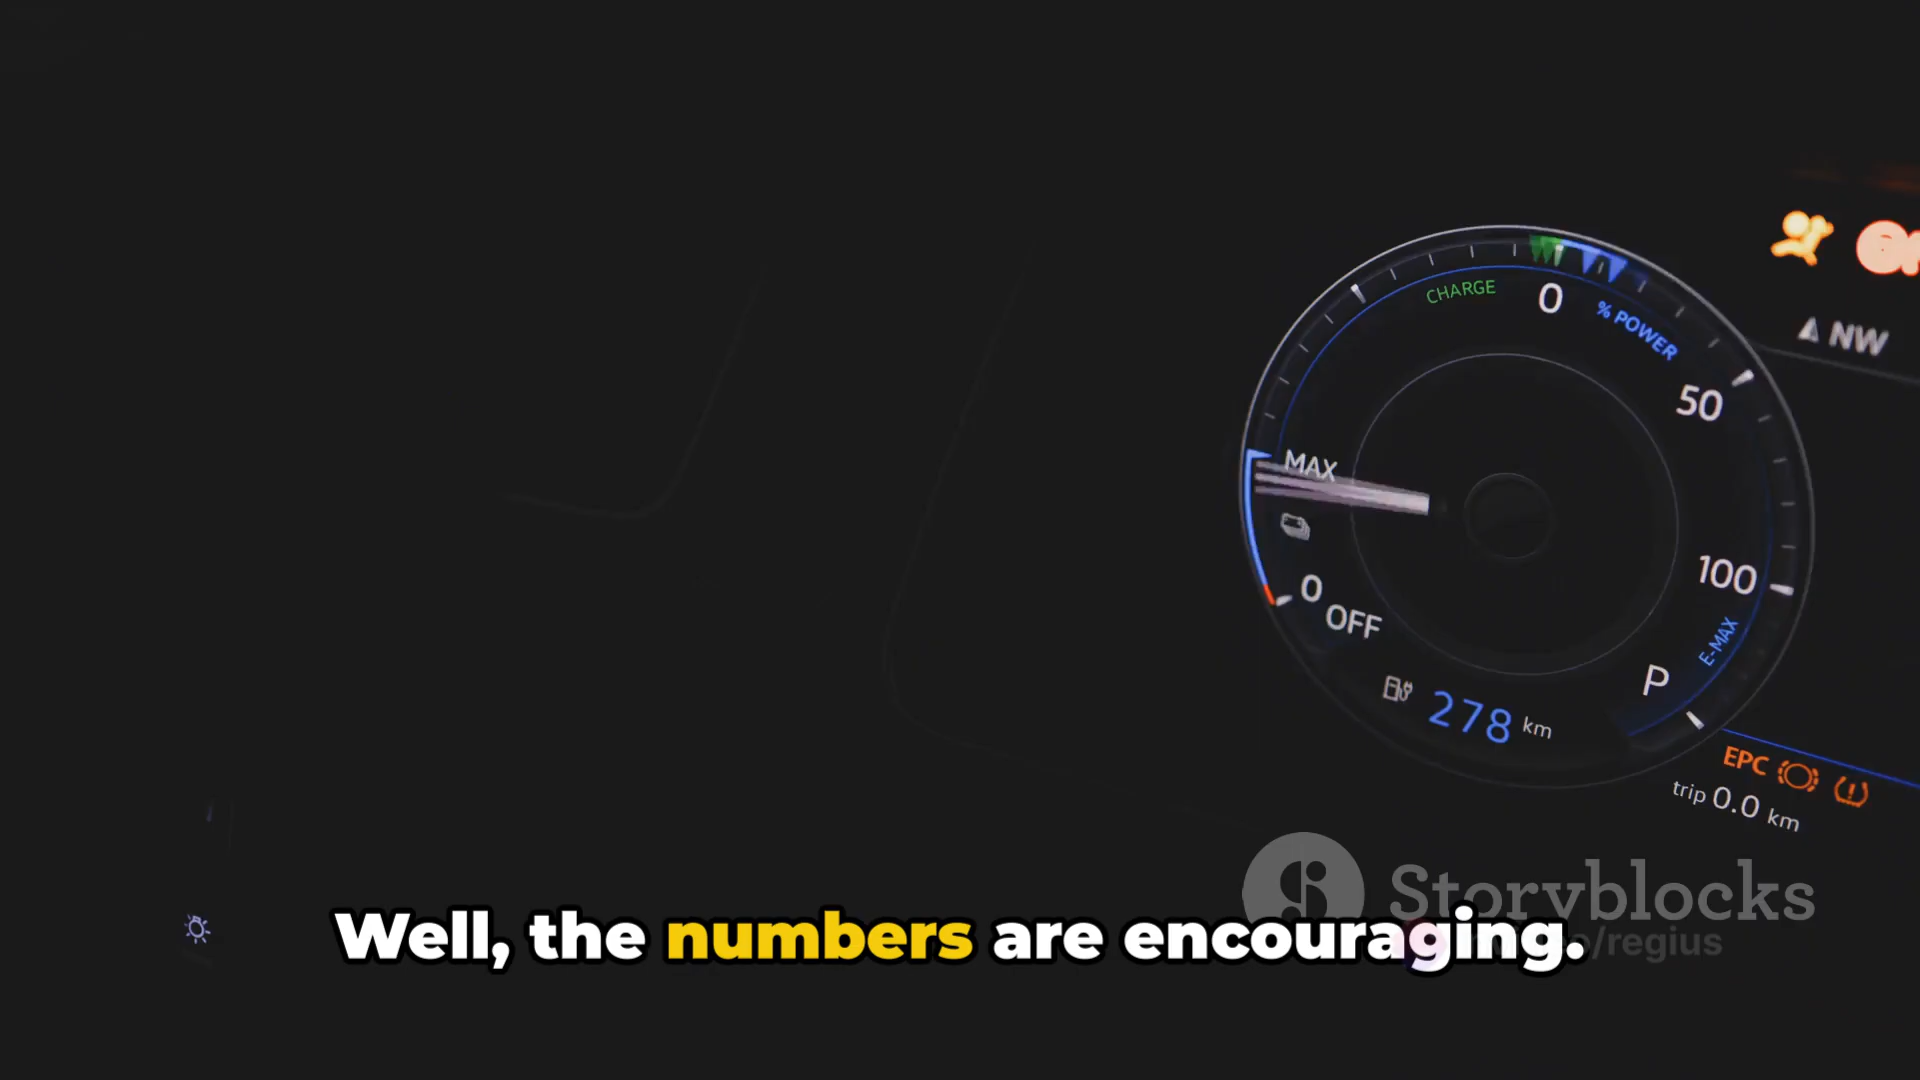 CHARGE
0
% POWER
50
NW
MAX
100
0
OFF
E-MAX
P
278 km
EPC
trip 0.0 km
Storyblocks
/regius
Well, the numbers are encouraging.